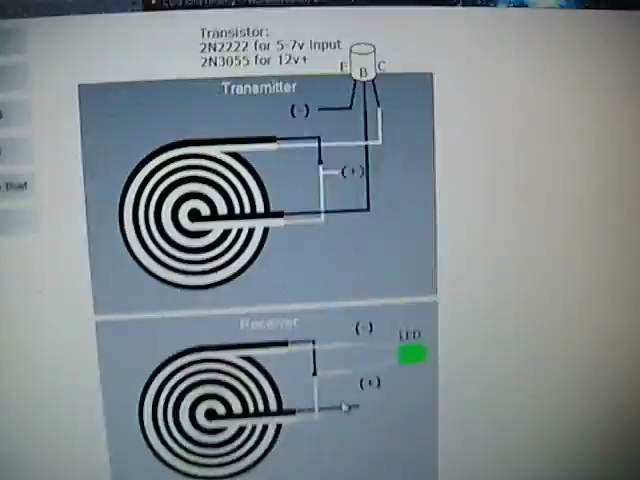 Transistor:
2N2222 for 5-7v Input
2N3055 for 12v+
E B C
Transmitter
(-)
(+)
Receiver
(-)
LED
(+)